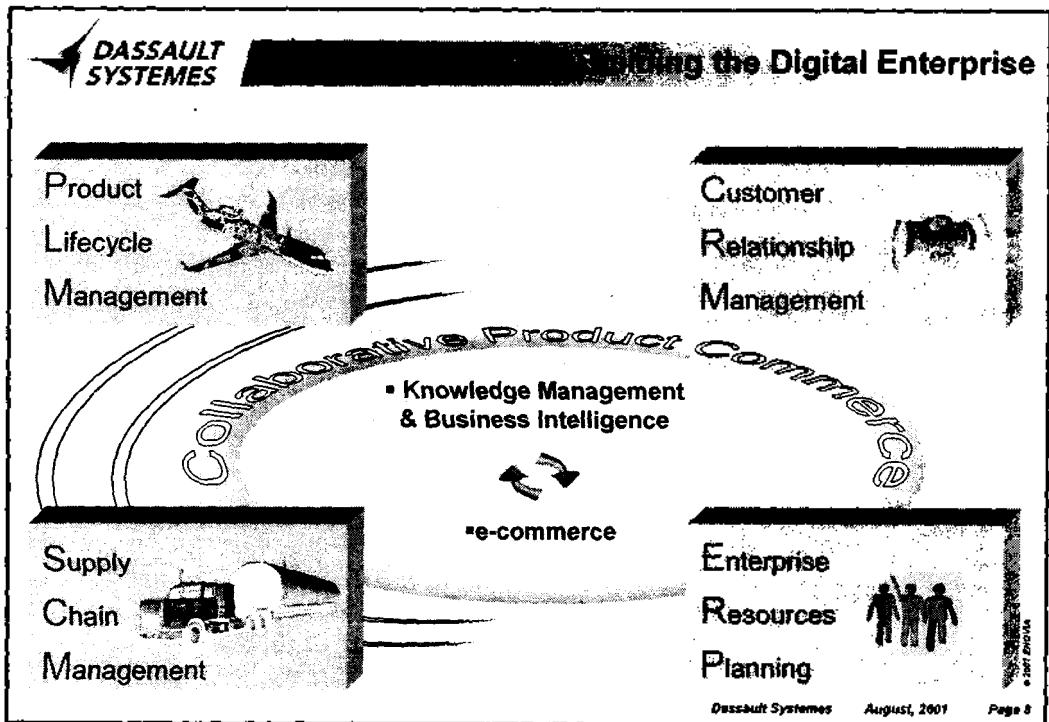 DASSAULT
SYSTEMES
the Digital Enterprise
Product
Lifecycle
Management
Customer
Relationship
Management
Collaborative Product Commerce
▪ Knowledge Management
& Business Intelligence
▪e-commerce
Supply
Chain
Management
Enterprise
Resources
Planning
Dassault Systemes August, 2001 Page 8